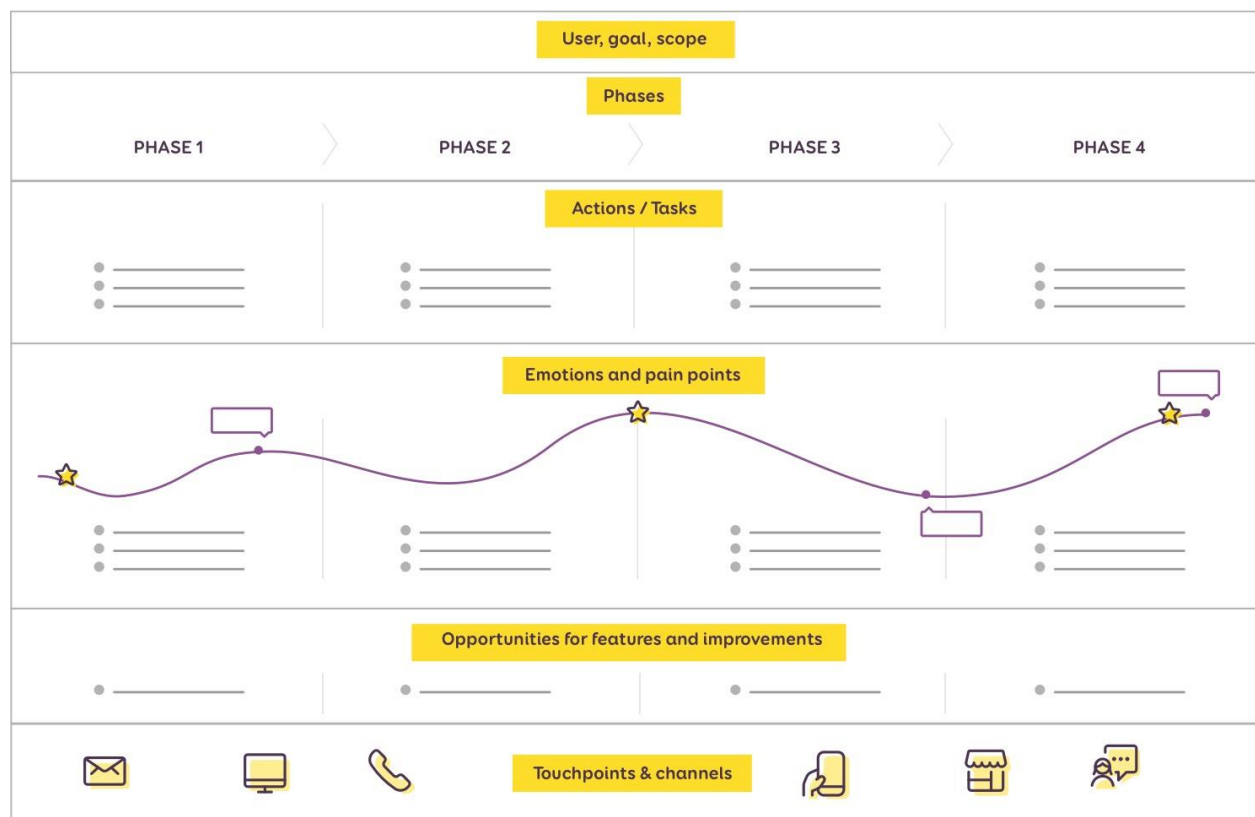 User, goal, scope
Phases
PHASE 1
PHASE 2
PHASE 3
PHASE 4
Actions / Tasks
Emotions and pain points
Opportunities for features and improvements
Touchpoints & channels